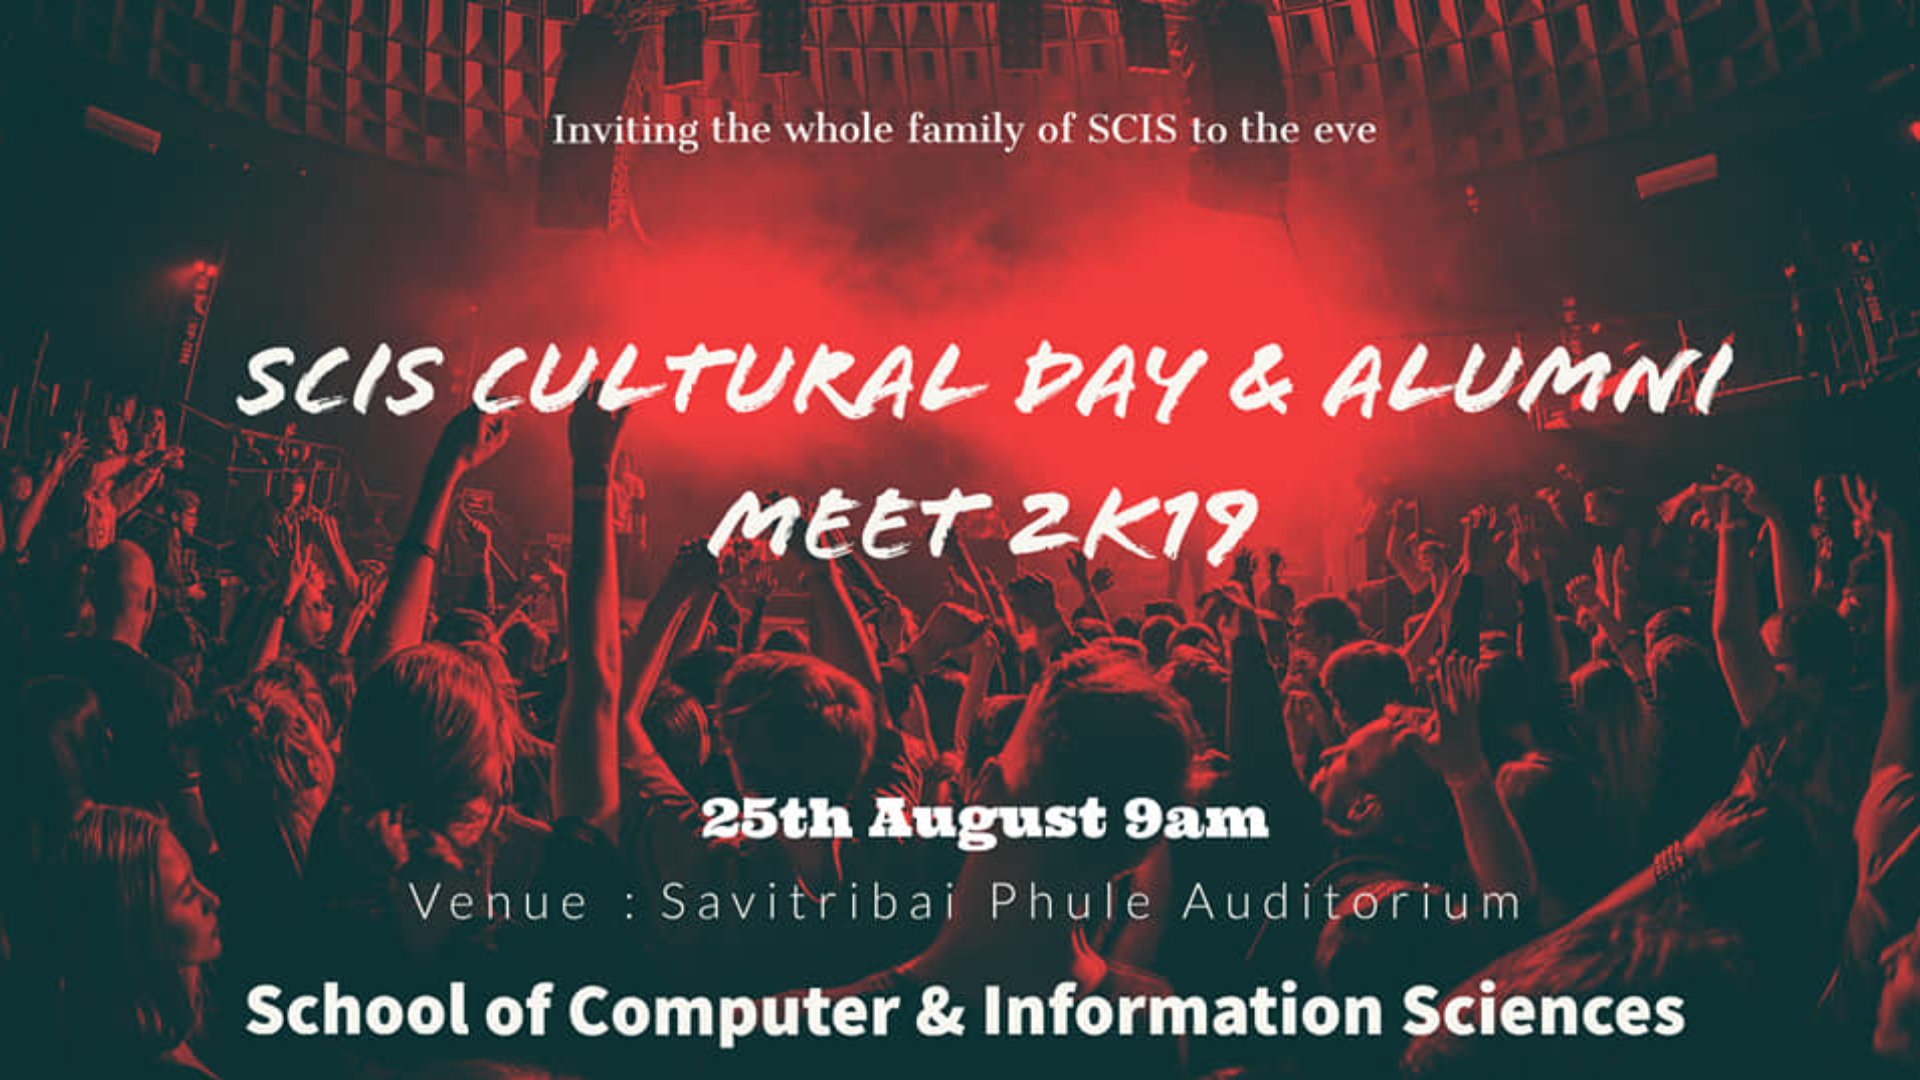 Inviting the whole family of SCIS to the eve
SCIS CULTURAL DAY & ALUMNI
MEET 2K19
25th August 9am
Venue : Savitribai Phule Auditorium
School of Computer & Information Sciences